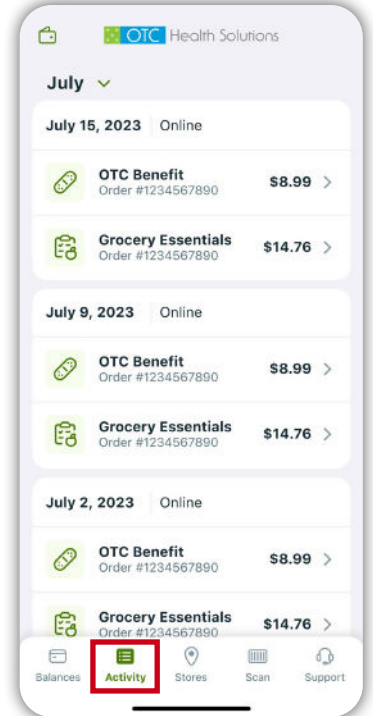 OTC Health Solutions
July
July 15, 2023 Online
OTC Benefit $8.99
Order #1234567890
Grocery Essentials $14.76
Order #1234567890
July 9, 2023 Online
OTC Benefit $8.99
Order #1234567890
Grocery Essentials $14.76
Order #1234567890
July 2, 2023 Online
OTC Benefit $8.99
Order #1234567890
Grocery Essentials $14.76
Order #1234567890
Balances Activity Stores Scan Support